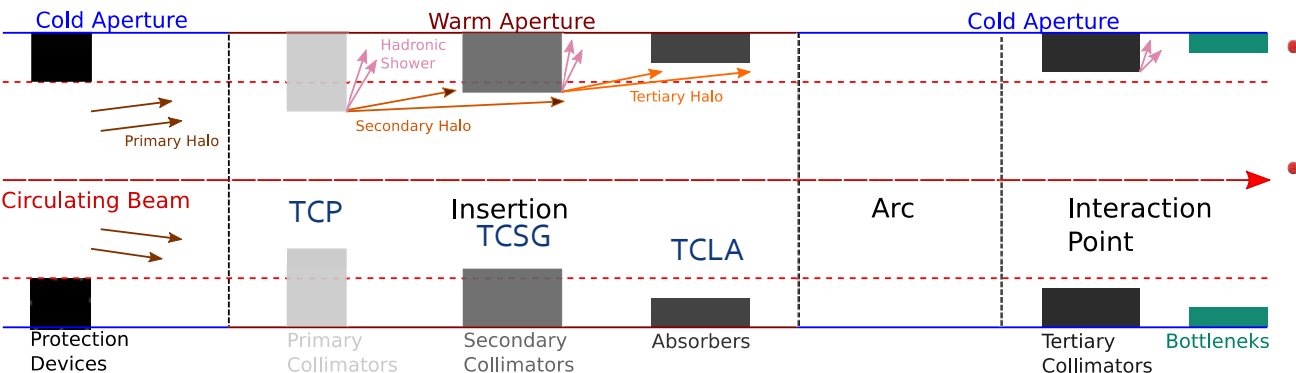 Cold Aperture
Warm Aperture
Cold Aperture
Hadronic
Shower
Tertiary Halo
Secondary Halo
Primary Halo
Circulating Beam
TCP
Insertion
TCSG
TCLA
Arc
Interaction
Point
Protection
Devices
Primary
Collimators
Secondary
Collimators
Absorbers
Tertiary
Collimators
Bottleneks